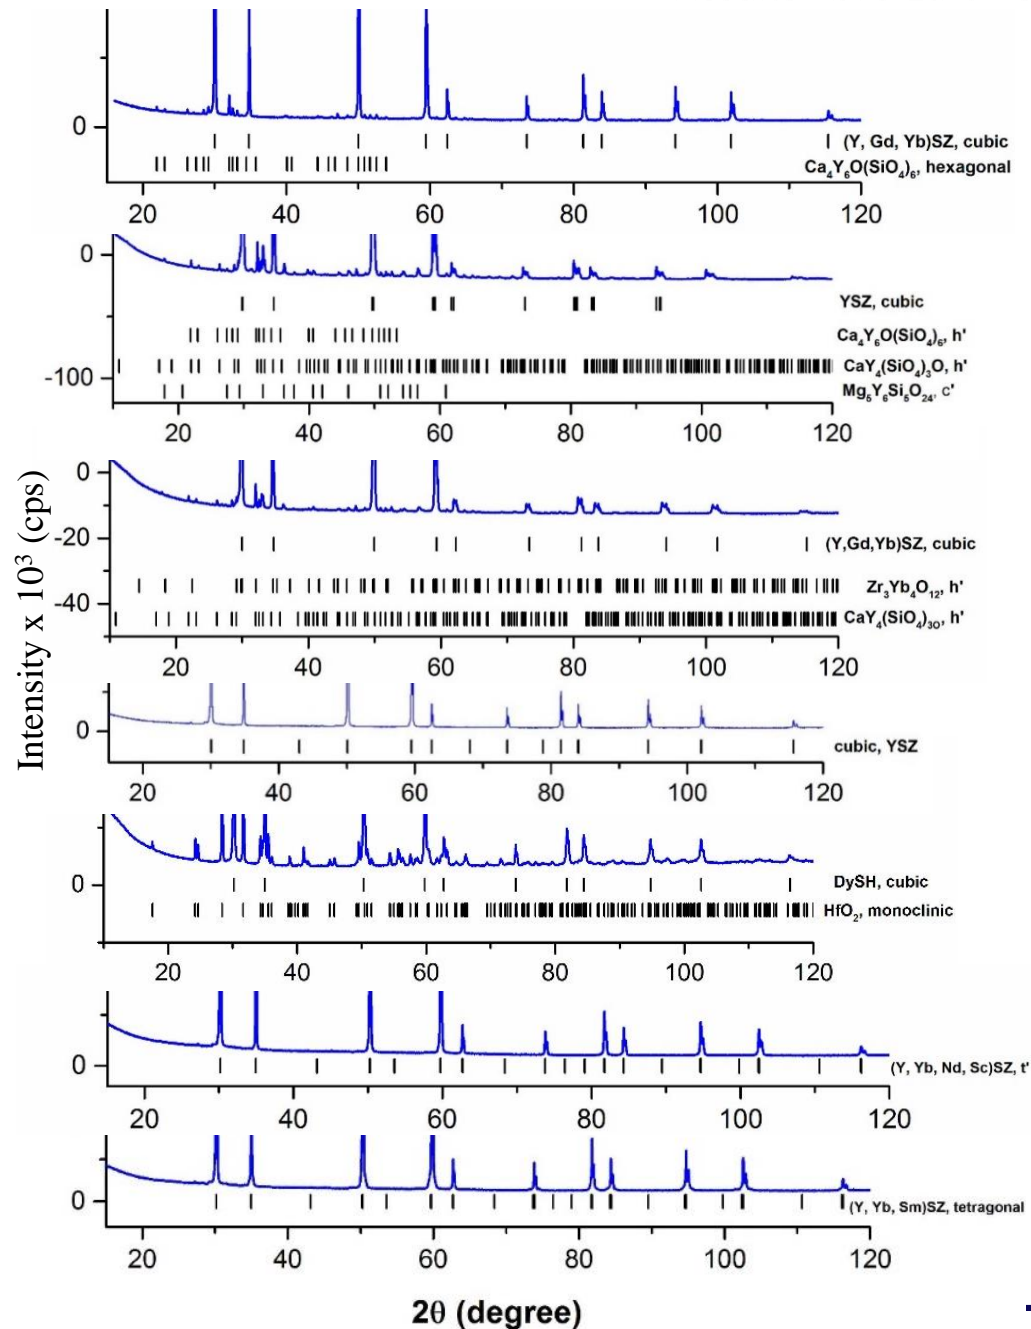 0
(Y, Gd, Yb)SZ, cubic
Ca₄Y₆O(SiO₄)₆, hexagonal
20 40 60 80 100 120
0
YSZ, cubic
Ca₄Y₆O(SiO₄)₆, h'
CaY₄(SiO₄)₃O, h'
-100
Mg₅Y₆Si₅O₂₄, c'
20 40 60 80 100 120
Intensity x 10³ (cps)
0
-20
(Y,Gd,Yb)SZ, cubic
Zr₃Yb₄O₁₂, h'
-40
CaY₄(SiO₄)₃₀, h'
20 40 60 80 100 120
0
cubic, YSZ
20 40 60 80 100 120
0
DySH, cubic
HfO₂, monoclinic
20 40 60 80 100 120
0
(Y, Yb, Nd, Sc)SZ, t'
20 40 60 80 100 120
0
(Y, Yb, Sm)SZ, tetragonal
20 40 60 80 100 120
2θ (degree)